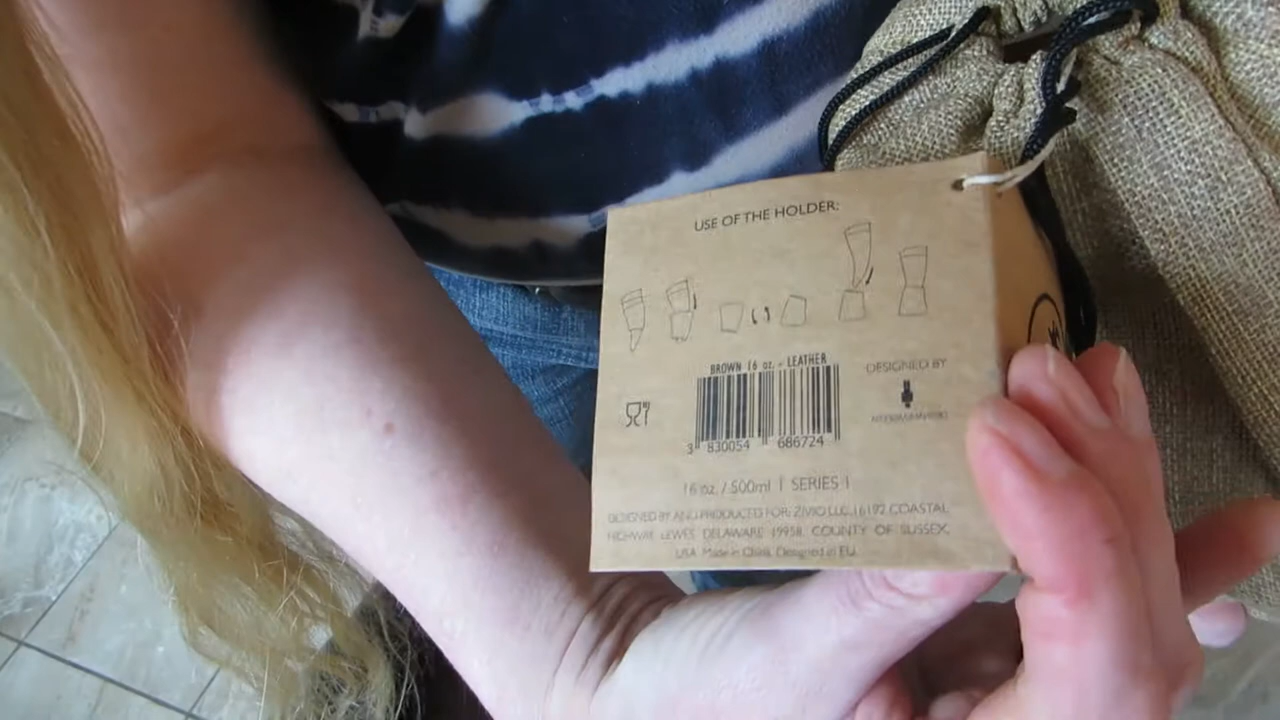 USE OF THE HOLDER:
BROWN 16 oz. - LEATHER
DESIGNED BY
3 830054 686724
16 oz. / 500ml | SERIES 1
DESIGNED BY AND PRODUCTS FOR: ZIVIO LLC, 16192 COASTAL
HIGHWAY LEWES, DELAWARE 19958, COUNTY OF SUSSEX,
USA. Made in China, Designed in EU.